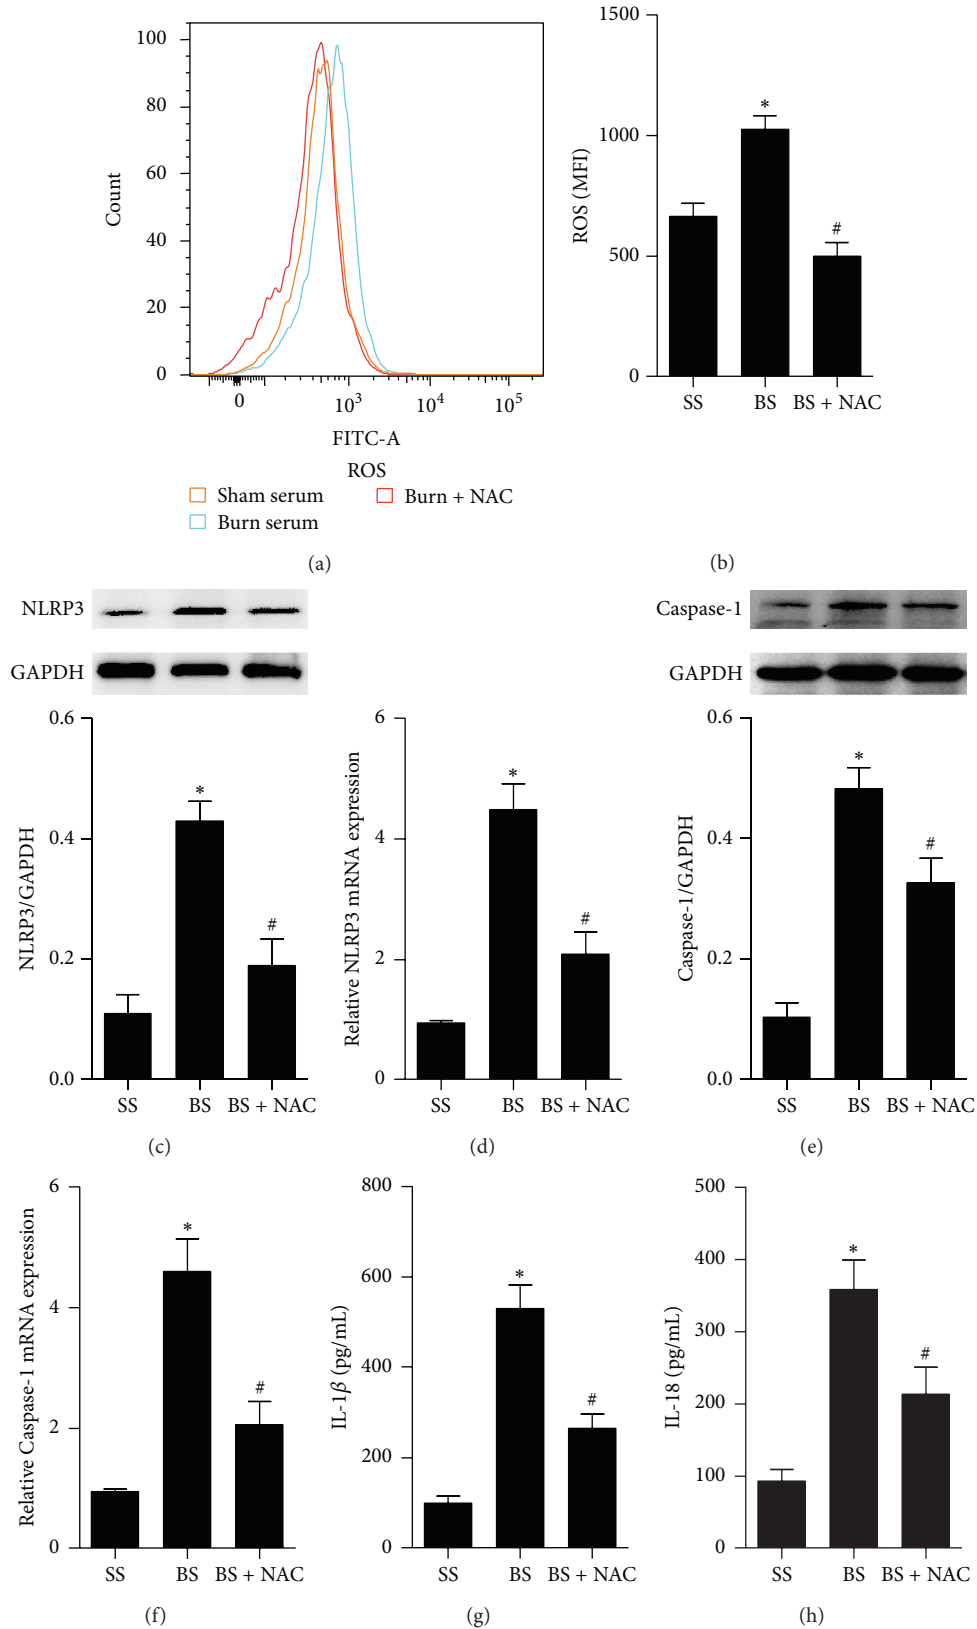 100
80
60
40
20
0
Count
0 10³ 10⁴ 10⁵
FITC-A
ROS
Sham serum
Burn + NAC
Burn serum
(a)
1500
1000
500
0
ROS (MFI)
*
#
SS BS BS + NAC
(b)
NLRP3
GAPDH
0.6
0.4
0.2
0.0
NLRP3/GAPDH
*
#
SS BS BS + NAC
(c)
6
4
2
0
Relative NLRP3 mRNA expression
*
#
SS BS BS + NAC
(d)
Caspase-1
GAPDH
0.6
0.4
0.2
0.0
Caspase-1/GAPDH
*
#
SS BS BS + NAC
(e)
6
4
2
0
Relative Caspase-1 mRNA expression
*
#
SS BS BS + NAC
(f)
800
600
400
200
0
IL-1β (pg/mL)
*
#
SS BS BS + NAC
(g)
500
400
300
200
100
0
IL-18 (pg/mL)
*
#
SS BS BS + NAC
(h)